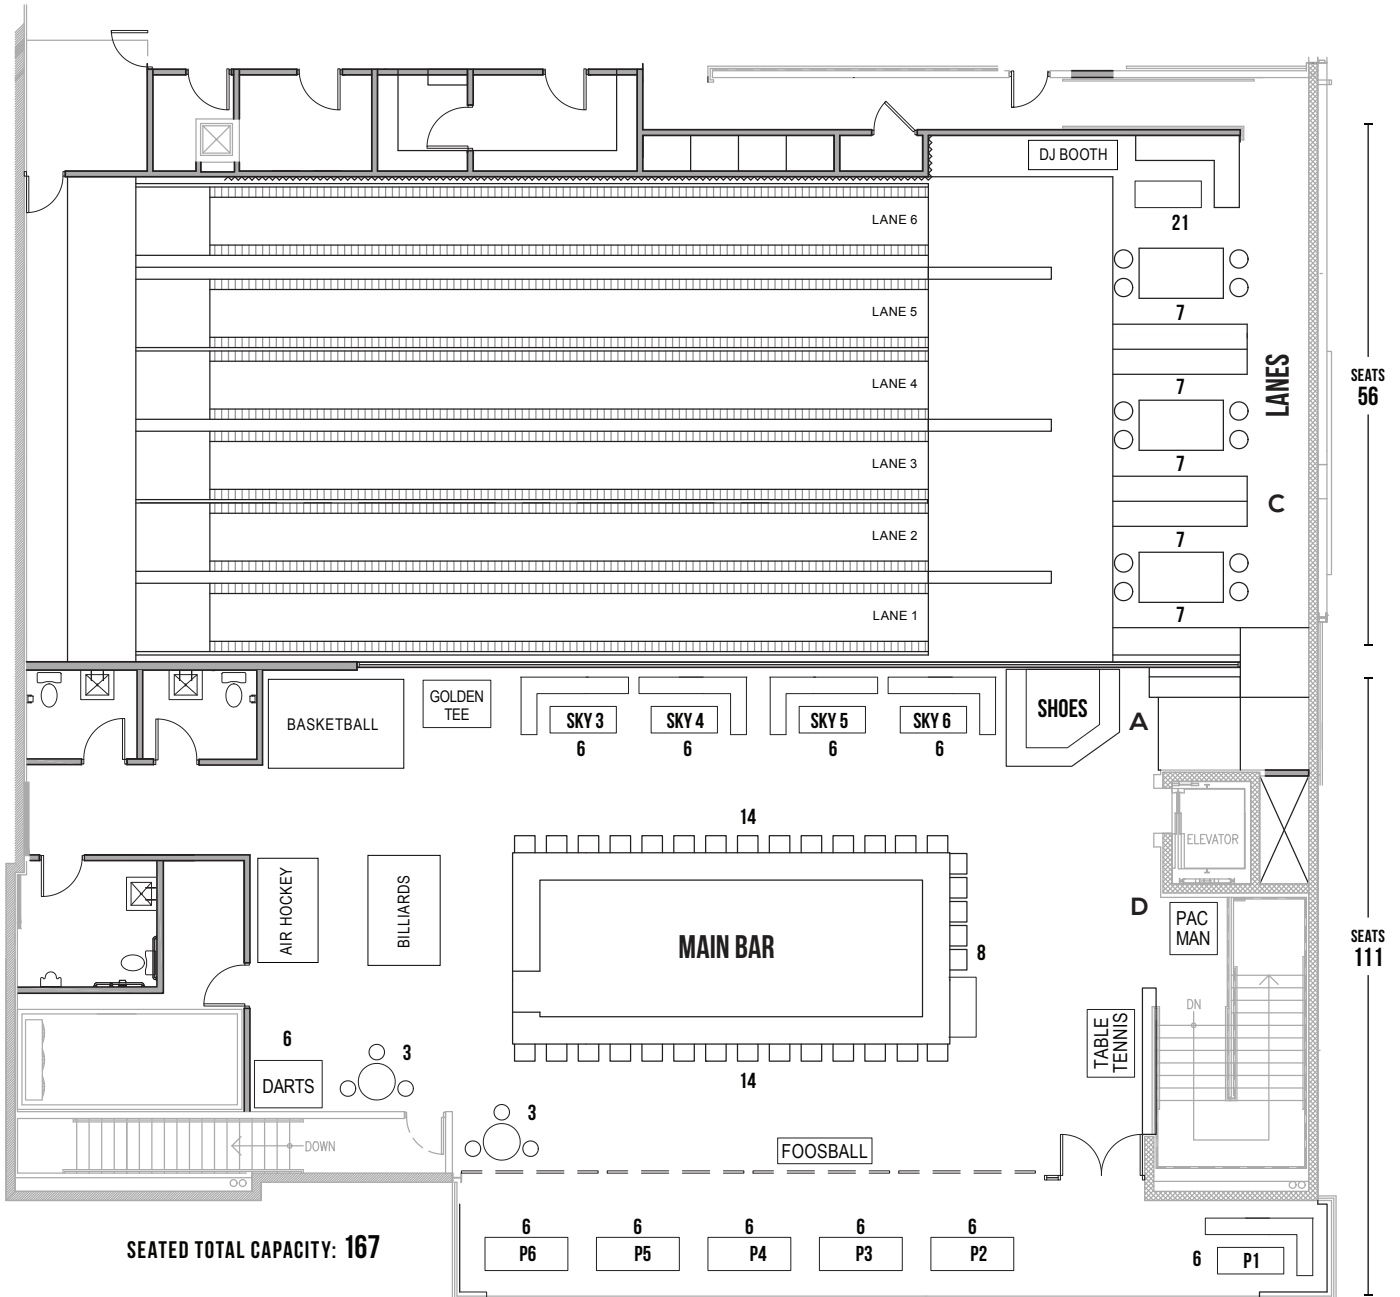 DJ BOOTH
21
LANE 6
7
LANE 5
7
LANES
LANE 4
SEATS
56
7
LANE 3
C
LANE 2
7
LANE 1
7
BASKETBALL
GOLDEN
TEE
SKY 3
6
SKY 4
6
SKY 5
6
SKY 6
6
SHOES
A
14
ELEVATOR
AIR HOCKEY
BILLIARDS
MAIN BAR
8
D
PAC
MAN
SEATS
111
DN
TABLE
TENNIS
6
DARTS
3
14
3
DOWN
FOOSBALL
6
P6
6
P5
6
P4
6
P3
6
P2
6
P1
SEATED TOTAL CAPACITY: 167